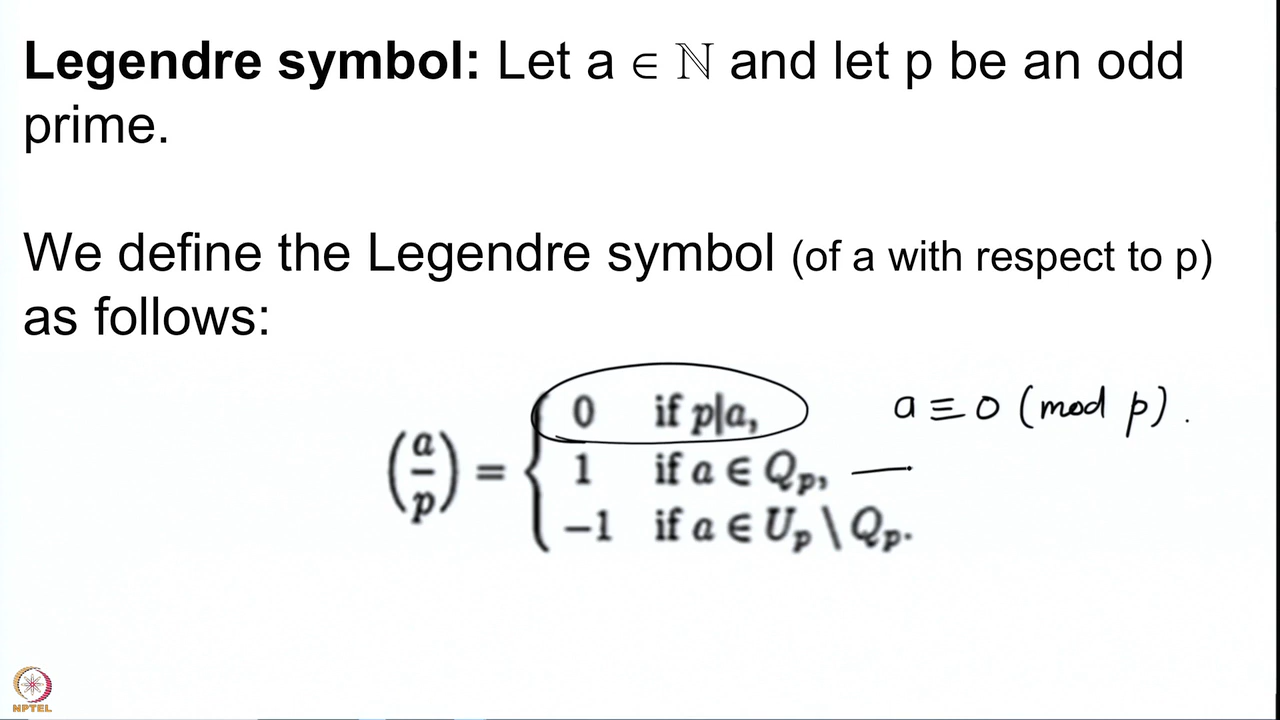 Legendre symbol: Let a ∈ ℕ and let p be an odd
prime.
We define the Legendre symbol (of a with respect to p)
as follows:
0 if p|a, a ≡ 0 (mod p).
(a/p) = { 1 if a ∈ Qₚ,
−1 if a ∈ Uₚ \ Qₚ.
NPTEL